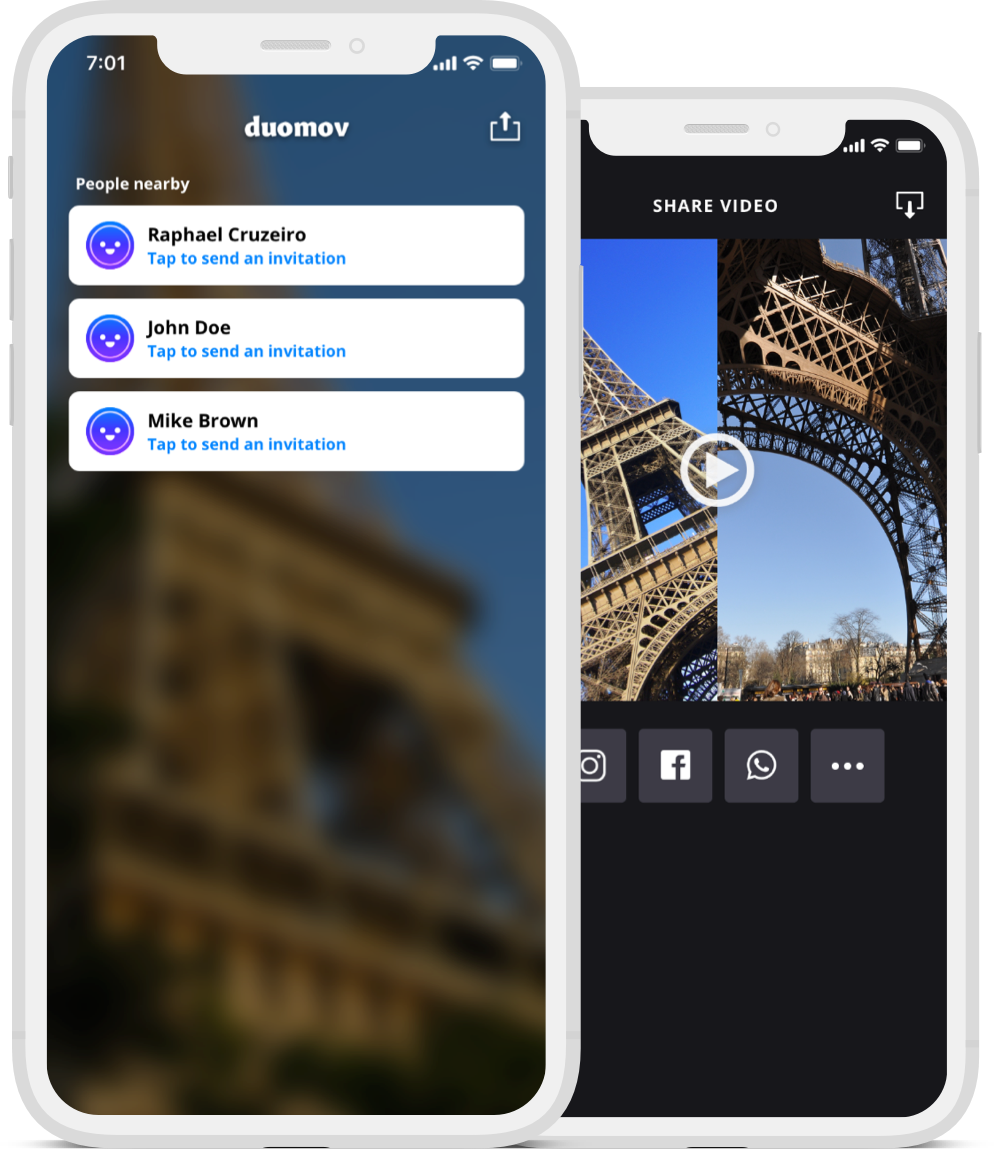 7:01
duomov
People nearby
Raphael Cruzeiro
Tap to send an invitation
John Doe
Tap to send an invitation
Mike Brown
Tap to send an invitation
SHARE VIDEO